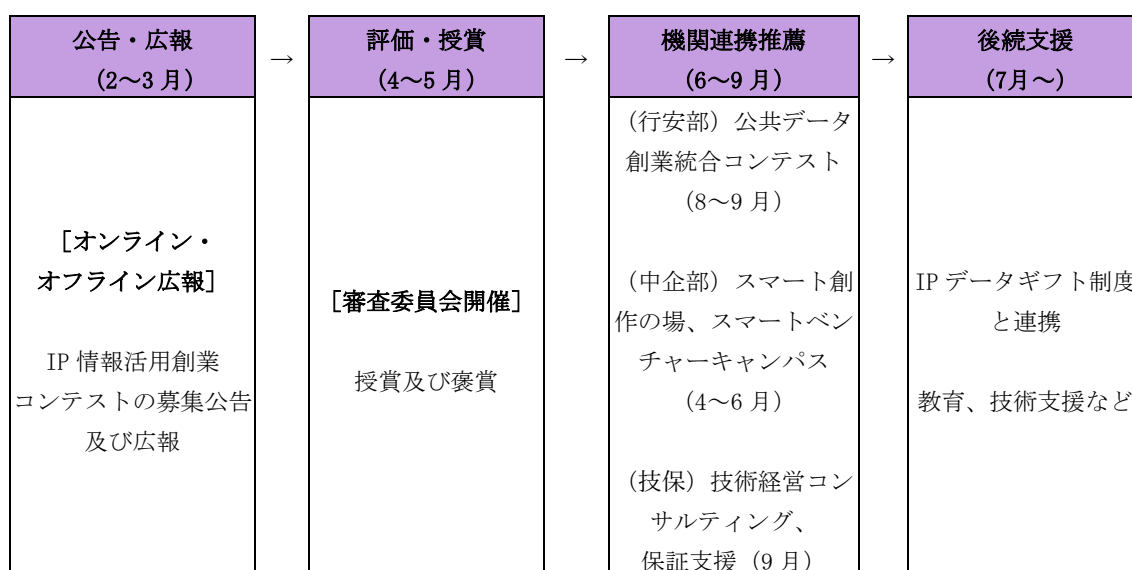 公告・広報
(2～3 月)
→
評価・授賞
(4～5 月)
→
機関連携推薦
(6～9 月)
→
後続支援
(7月～)
［オンライン・
オフライン広報］
IP 情報活用創業
コンテストの募集公告
及び広報
［審査委員会開催］
授賞及び褒賞
（行安部）公共データ
創業統合コンテスト
（8～9 月）
（中企部）スマート創
作の場、スマートベン
チャーキャンパス
（4～6 月）
（技保）技術経営コン
サルティング、
保証支援（9 月）
IP データギフト制度
と連携
教育、技術支援など